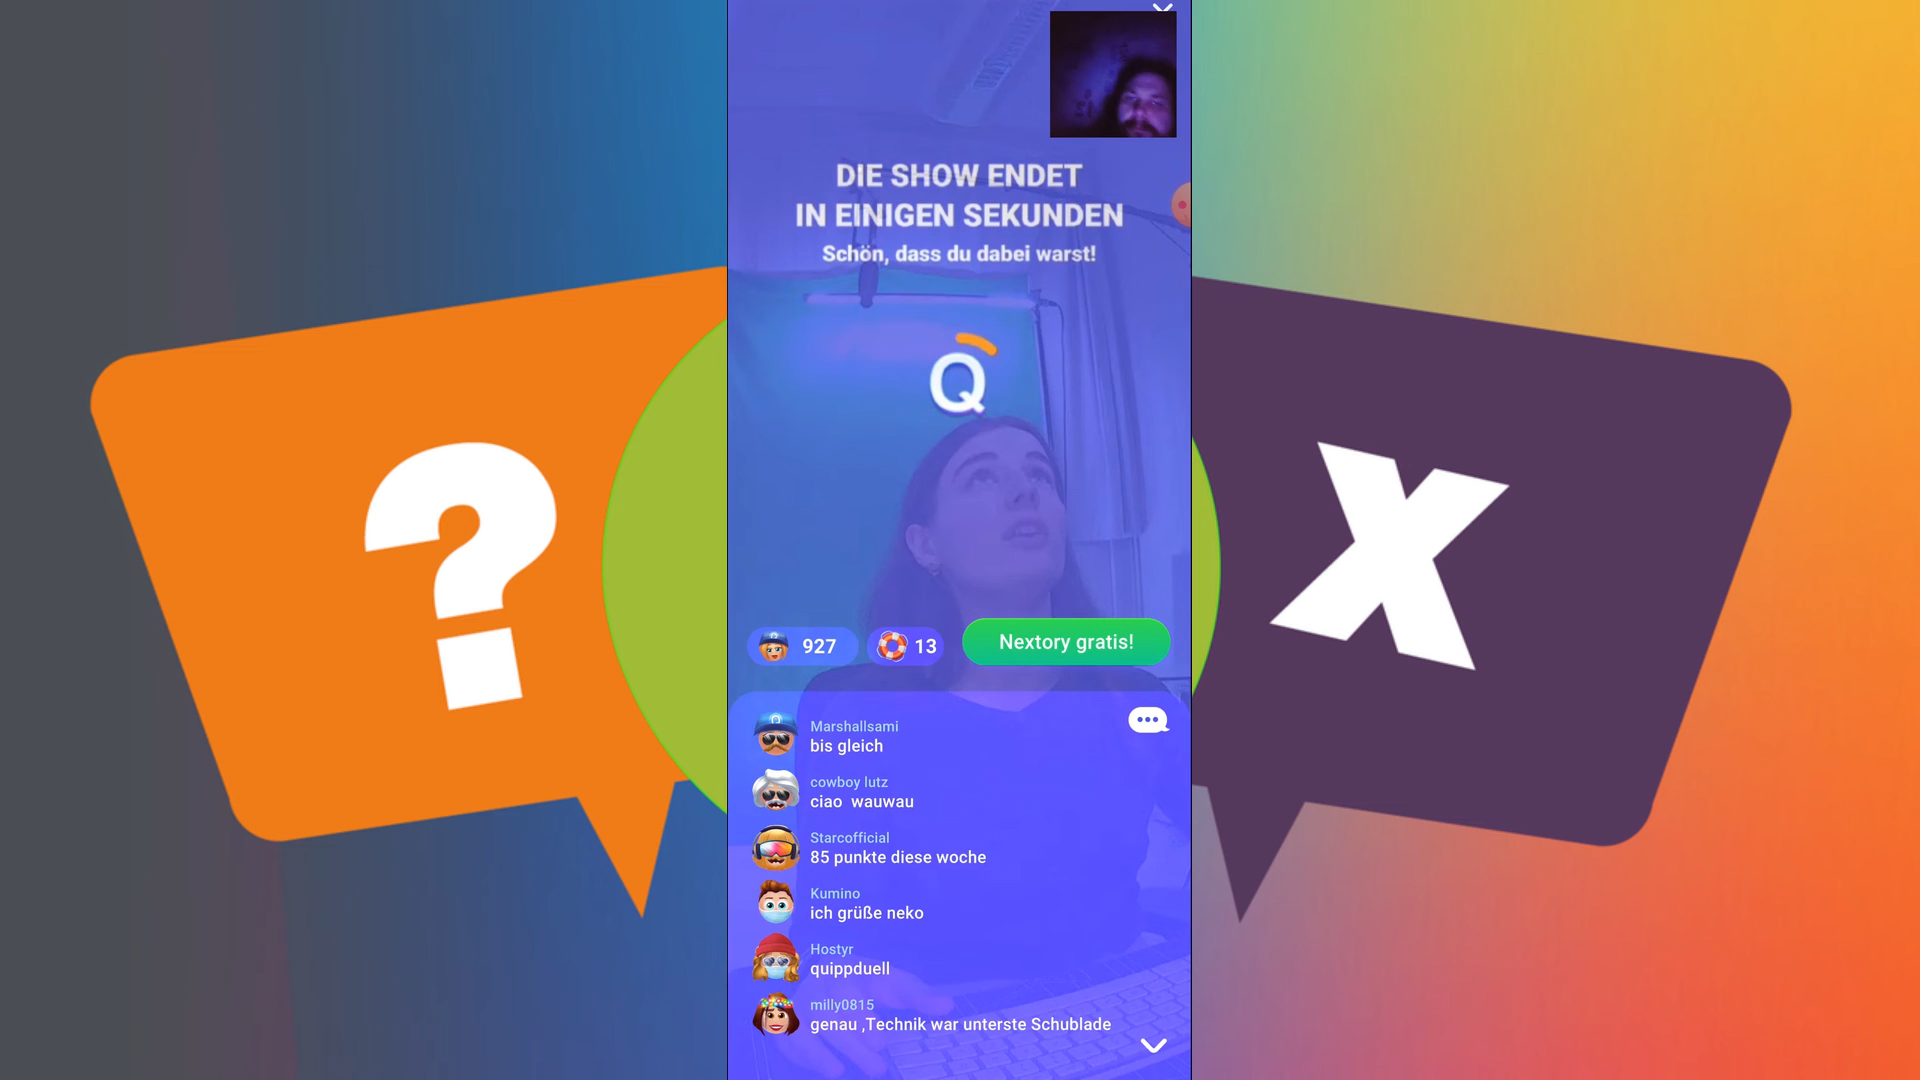 DIE SHOW ENDET
IN EINIGEN SEKUNDEN
Schön, dass du dabei warst!
Q
? X
927 13 Nextory gratis!
Marshallsami
bis gleich
cowboy lutz
ciao wauwau
Starcofficial
85 punkte diese woche
Kumino
ich grüße neko
Hostyr
quippduell
milly0815
genau ,Technik war unterste Schublade